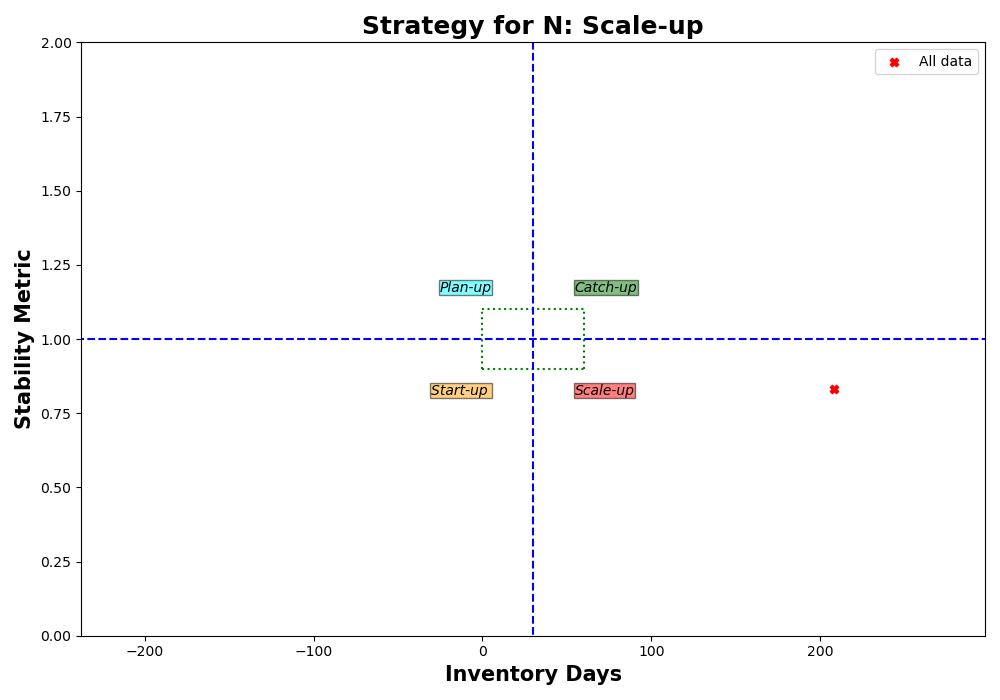 Strategy for N: Scale-up
All data
2.00
1.75
1.50
1.25
1.00
0.75
0.50
0.25
0.00
Stability Metric
Plan-up
Catch-up
Start-up
Scale-up
−200
−100
0
100
200
Inventory Days